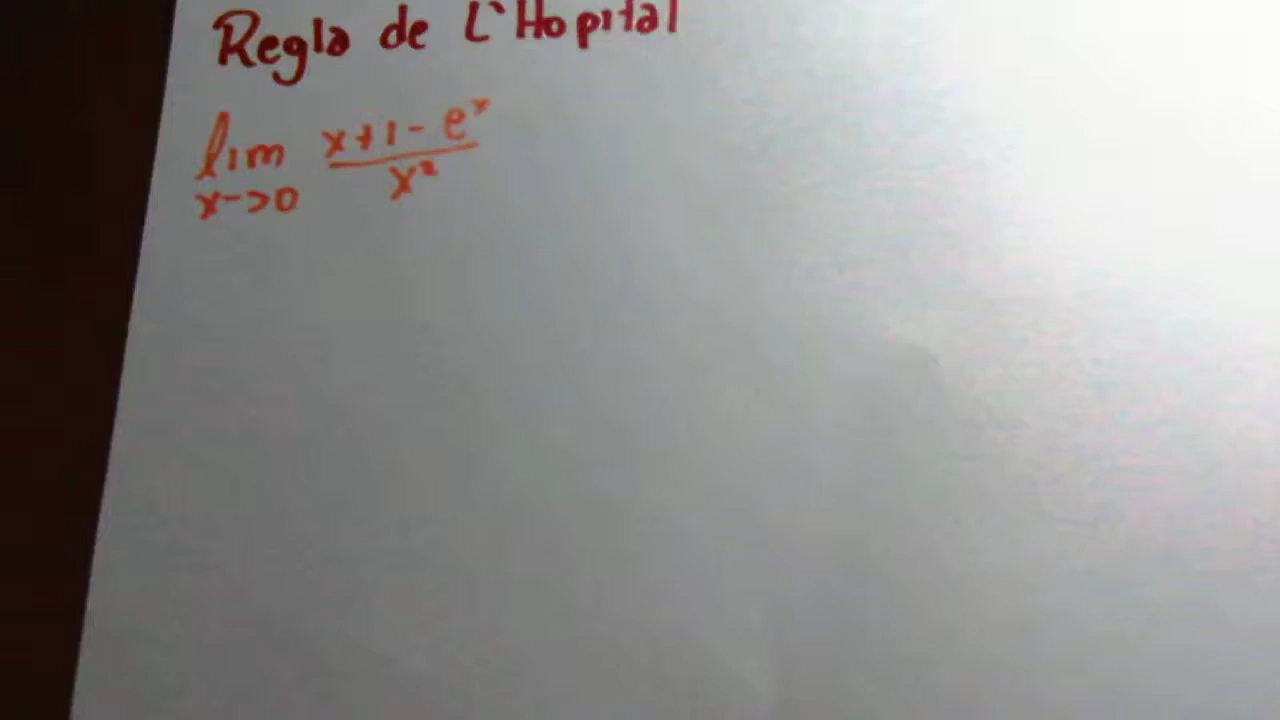 Regla de L`Hopital
lim x+1-e^x
x->0 x²